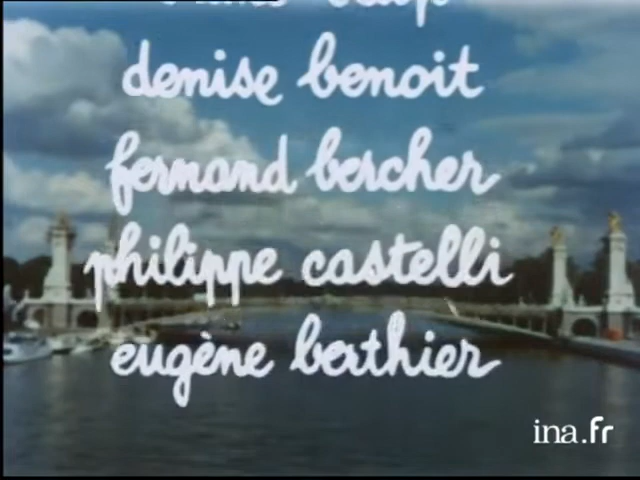 denise benoit
fernand bercher
philippe castelli
eugène berthier
ina.fr